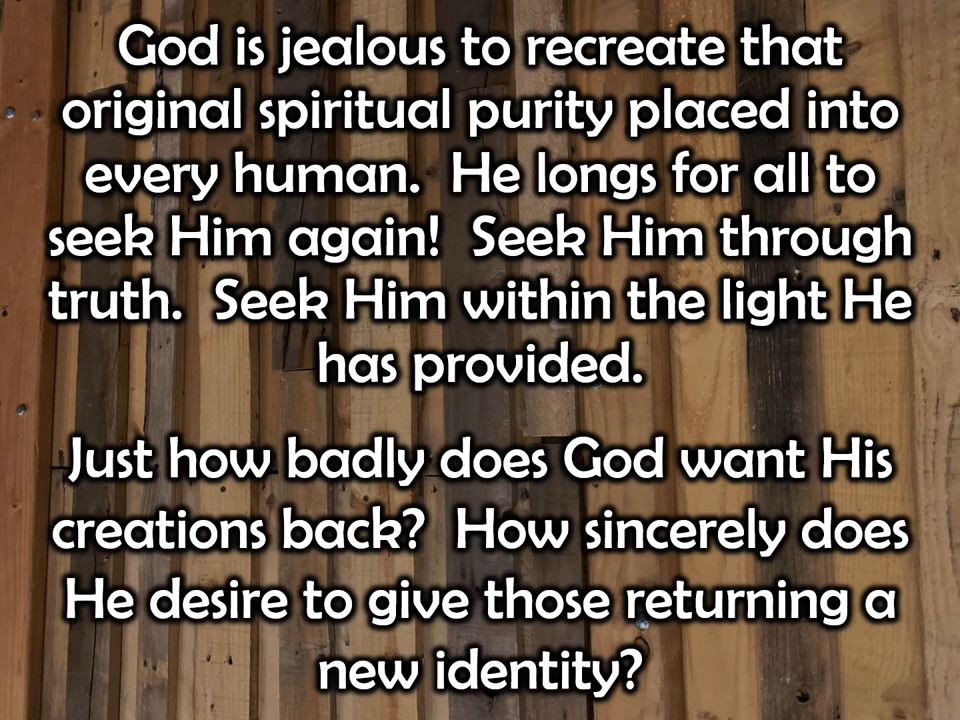 God is jealous to recreate that
original spiritual purity placed into
every human.  He longs for all to
seek Him again!  Seek Him through
truth.  Seek Him within the light He
has provided.
Just how badly does God want His
creations back?  How sincerely does
He desire to give those returning a
new identity?